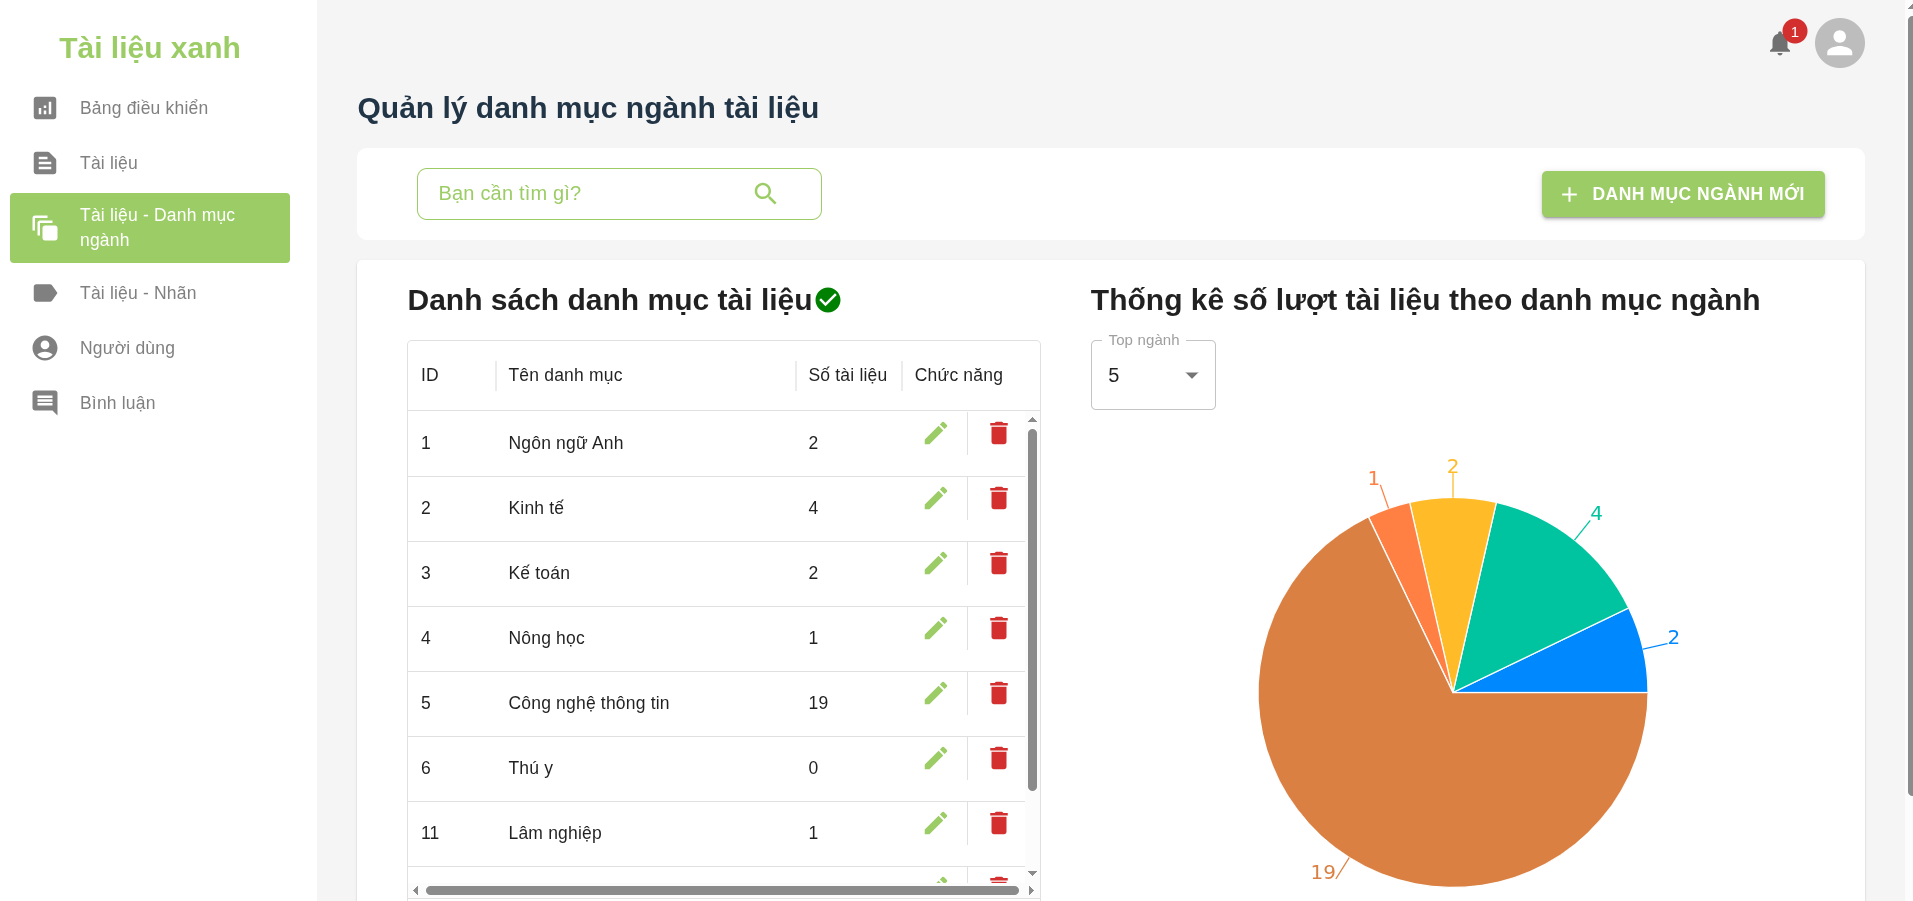 Tài liệu xanh
Bảng điều khiển
Tài liệu
Tài liệu - Danh mục
ngành
Tài liệu - Nhãn
Người dùng
Bình luận
1
Quản lý danh mục ngành tài liệu
Bạn cần tìm gì?
DANH MỤC NGÀNH MỚI
Danh sách danh mục tài liệu
ID Tên danh mục Số tài liệu Chức năng
1 Ngôn ngữ Anh 2
2 Kinh tế 4
3 Kế toán 2
4 Nông học 1
5 Công nghệ thông tin 19
6 Thú y 0
11 Lâm nghiệp 1
Thống kê số lượt tài liệu theo danh mục ngành
Top ngành
5
2
1
4
2
19